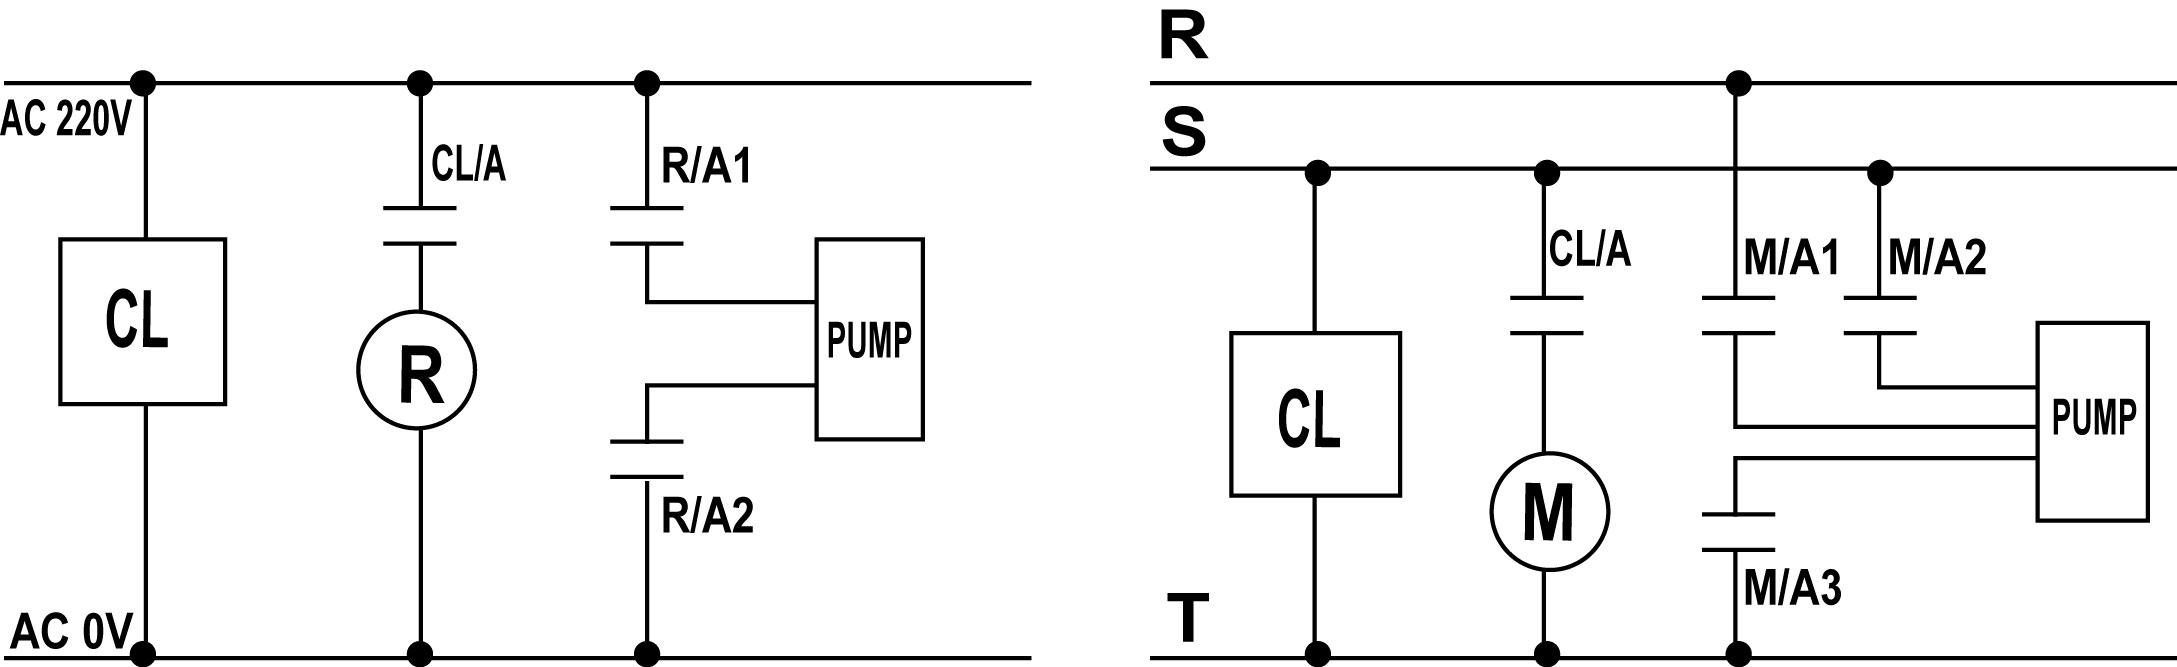 AC 220V
CL/A
R/A1
CL
R
PUMP
R/A2
AC 0V
R
S
CL/A
M/A1
M/A2
CL
M
PUMP
M/A3
T